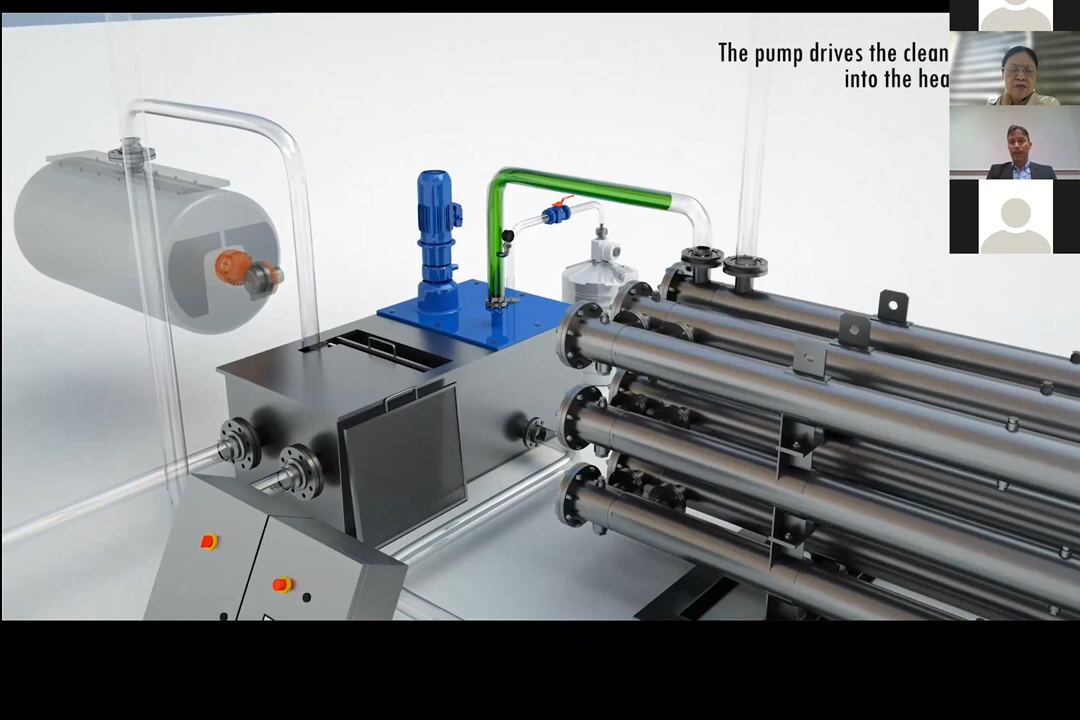 The pump drives the clean
into the hea